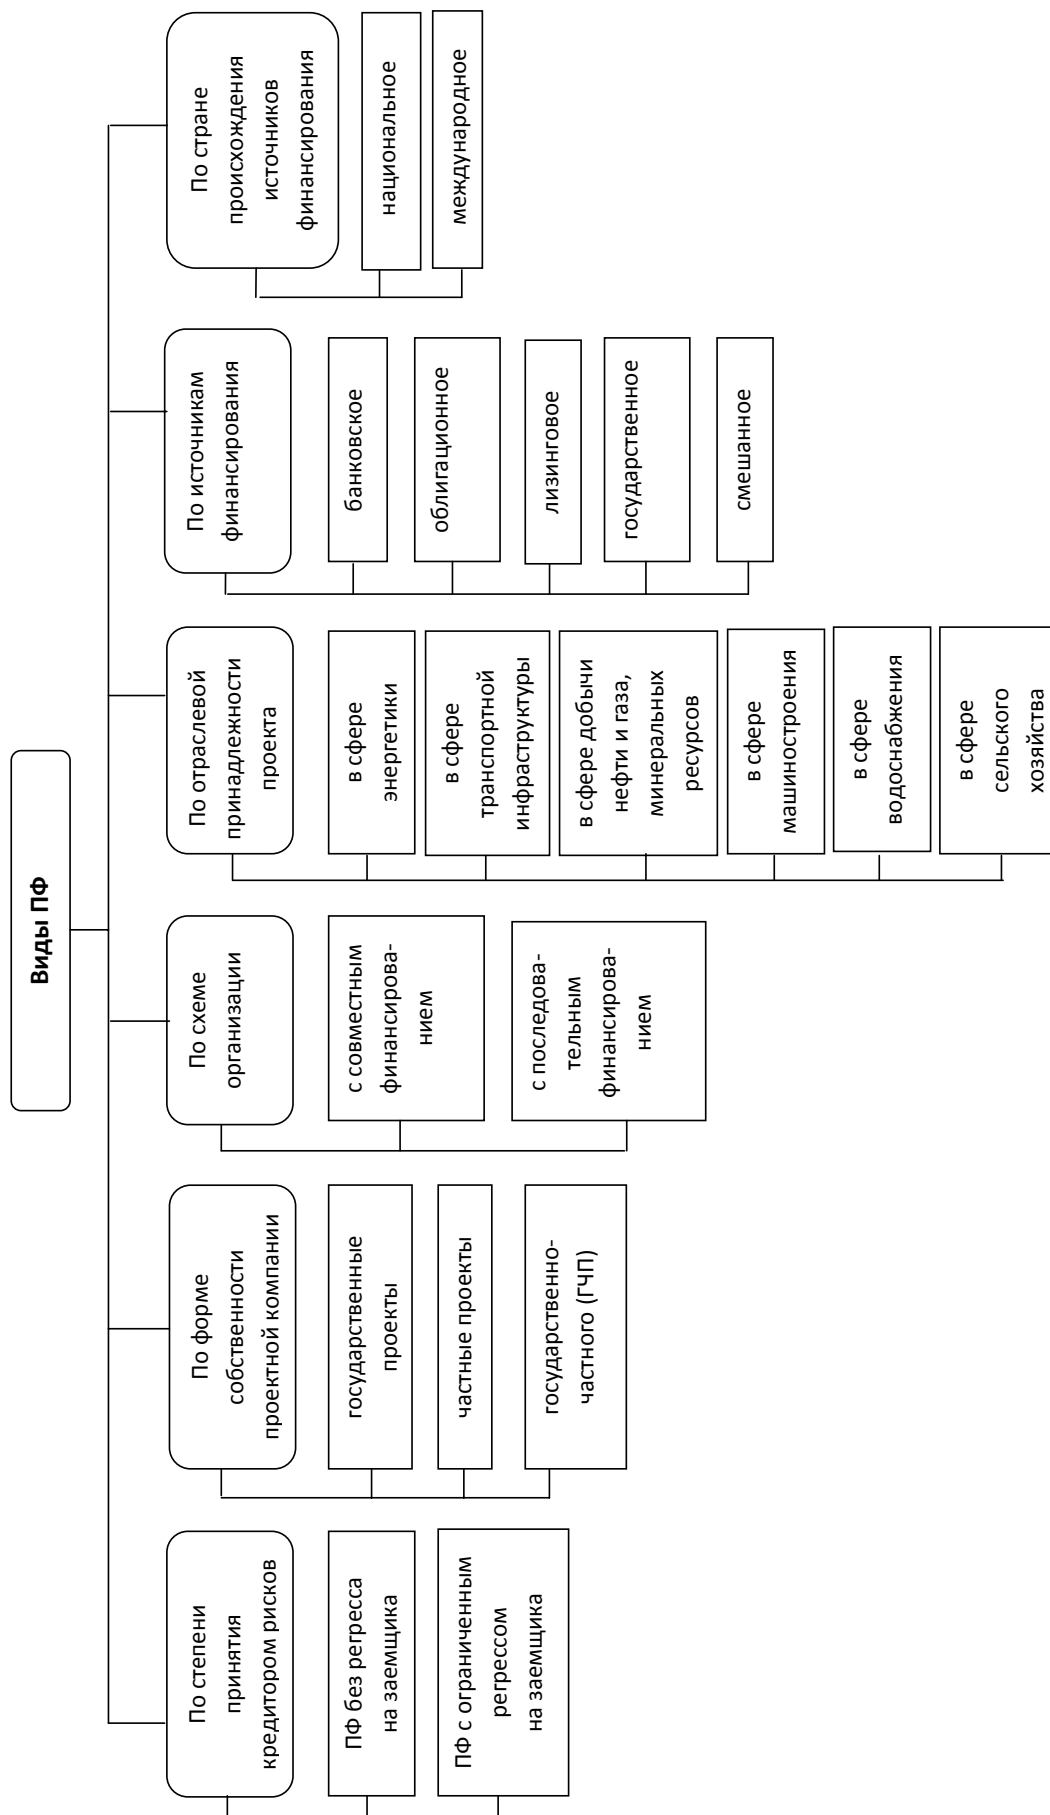 Виды ПФ
По степени
принятия
кредитором рисков
ПФ без регресса
на заемщика
ПФ с ограниченным
регрессом
на заемщика
По форме
собственности
проектной компании
государственные
проекты
частные проекты
государственно-
частного (ГЧП)
По схеме
организации
с совместным
финансирова-
нием
с последова-
тельным
финансирова-
нием
По отраслевой
принадлежности
проекта
в сфере
энергетики
в сфере
транспортной
инфраструктуры
в сфере добычи
нефти и газа,
минеральных
ресурсов
в сфере
машиностроения
в сфере
водоснабжения
в сфере
сельского
хозяйства
По источникам
финансирования
банковское
облигационное
лизинговое
государственное
смешанное
По стране
происхождения
источников
финансирования
национальное
международное